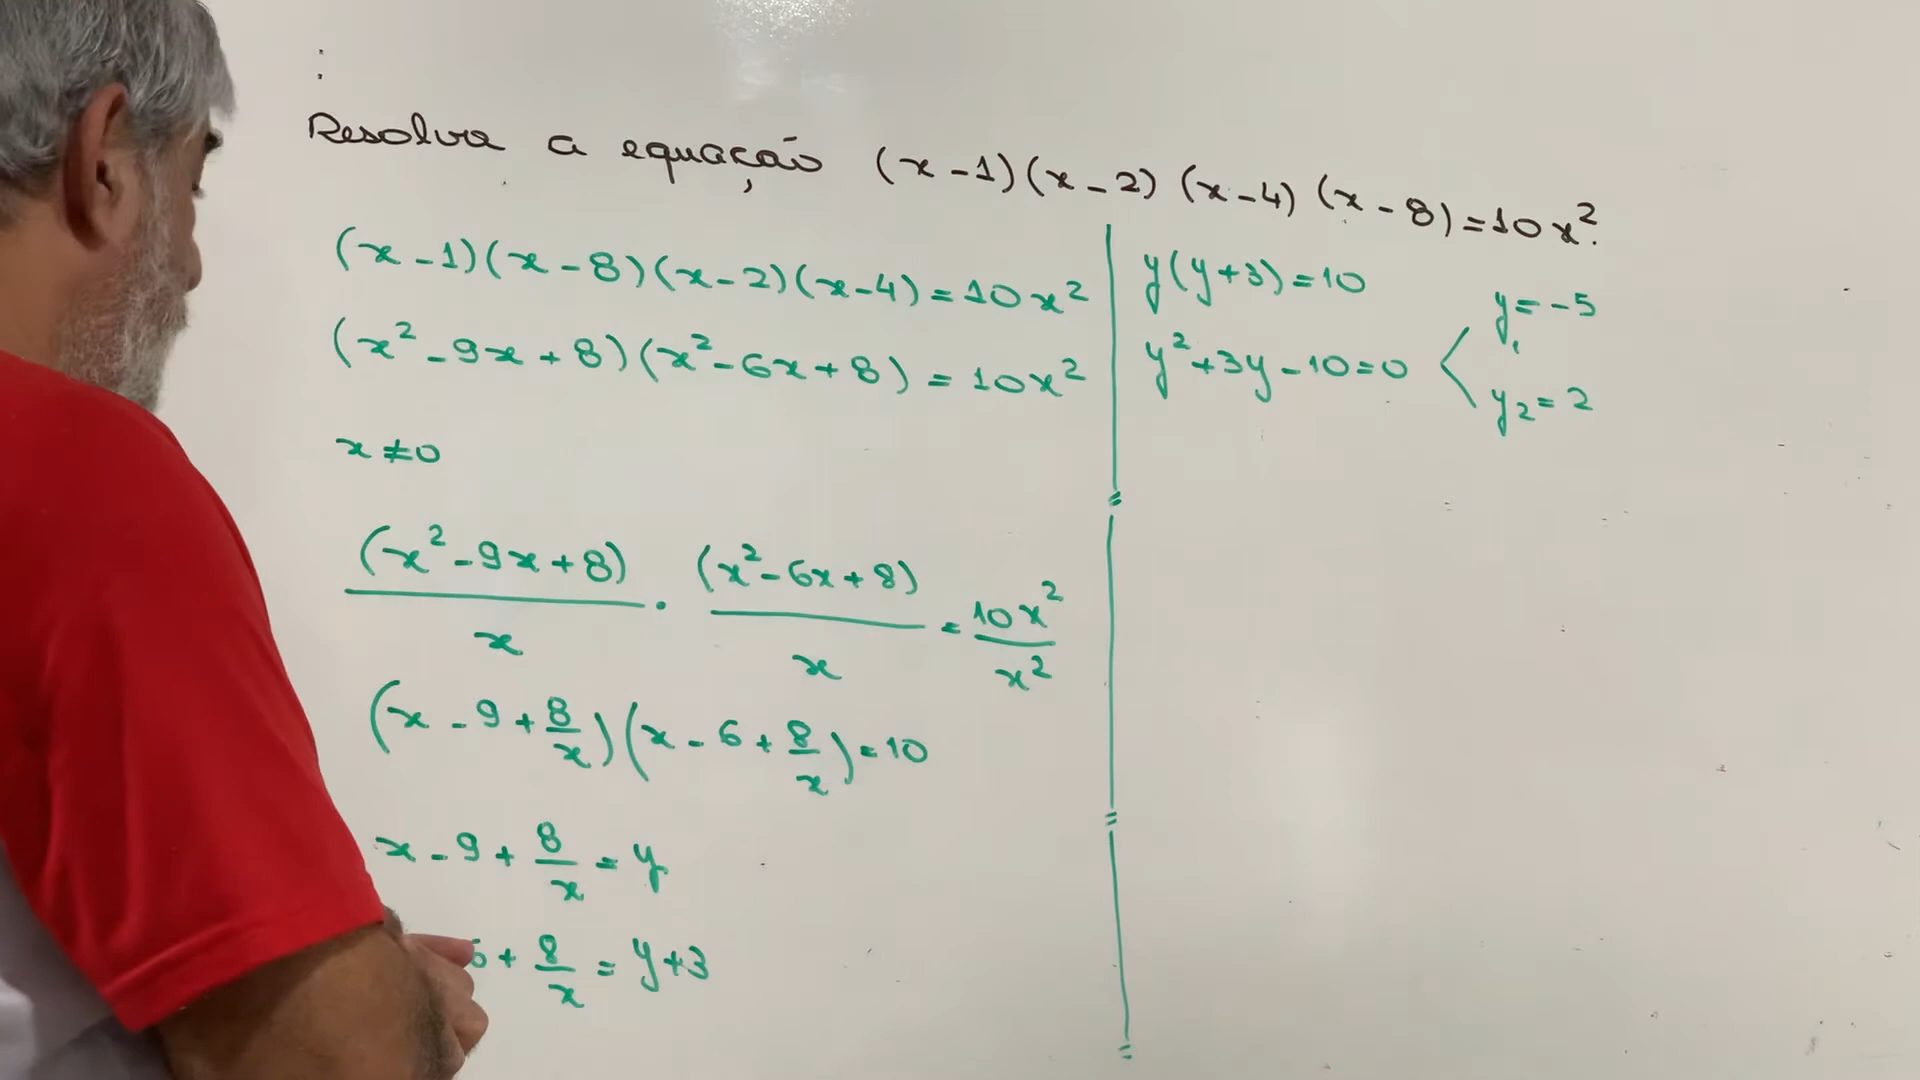 :
Resolva a equação (x-1)(x-2)(x-4)(x-8)=10x².
(x-1)(x-8)(x-2)(x-4)=10x²
(x²-9x+8)(x²-6x+8)=10x²
x≠0
(x²-9x+8)/x · (x²-6x+8)/x = 10x²/x²
(x-9+8/x)(x-6+8/x)=10
x-9+8/x=y
6+8/x=y+3
y(y+3)=10
y²+3y-10=0
y₁=-5
y₂=2